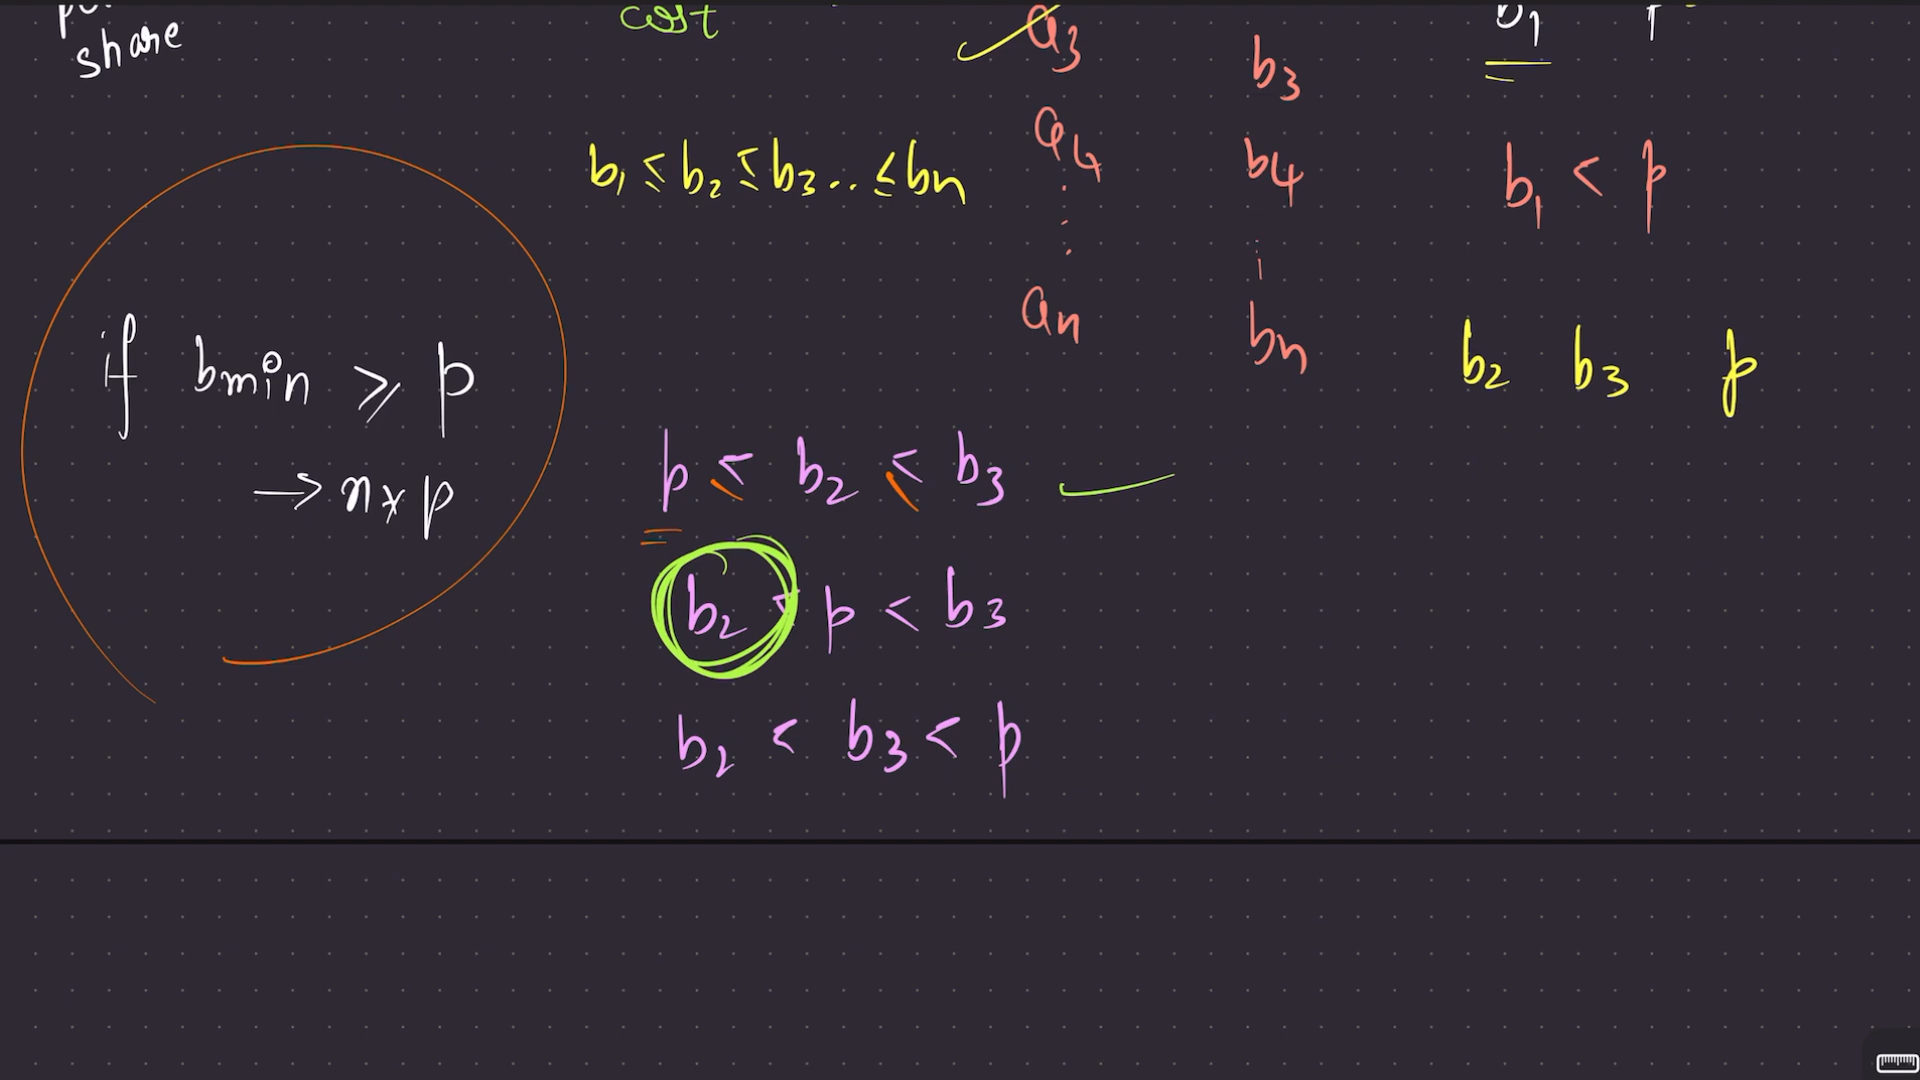 share
cost
a3
b3
b1
b1 ≤ b2 ≤ b3.. ≤ bn
a4
b4
b1 < p
an
bn
if bmin ≥ p
→ n * p
b2 b3 p
p ≤ b2 ≤ b3
b2 < p < b3
b2 < b3 < p